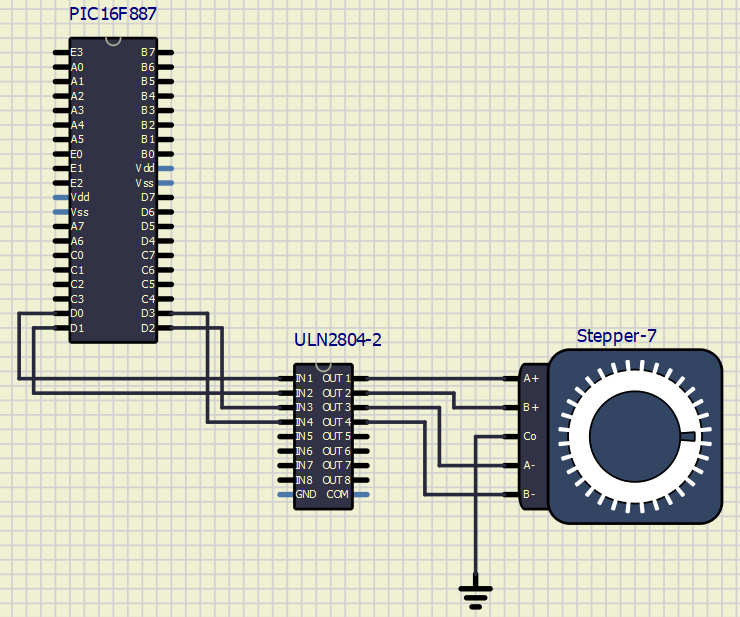 PIC16F887
E3 B7
A0 B6
A1 B5
A2 B4
A3 B3
A4 B2
A5 B1
E0 B0
E1 Vdd
E2 Vss
Vdd D7
Vss D6
A7 D5
A6 D4
C0 C7
C1 C6
C2 C5
C3 C4
D0 D3
D1 D2
ULN2804-2
IN1 OUT1
IN2 OUT2
IN3 OUT3
IN4 OUT4
IN5 OUT5
IN6 OUT6
IN7 OUT7
IN8 OUT8
GND COM
Stepper-7
A+
B+
Co
A-
B-